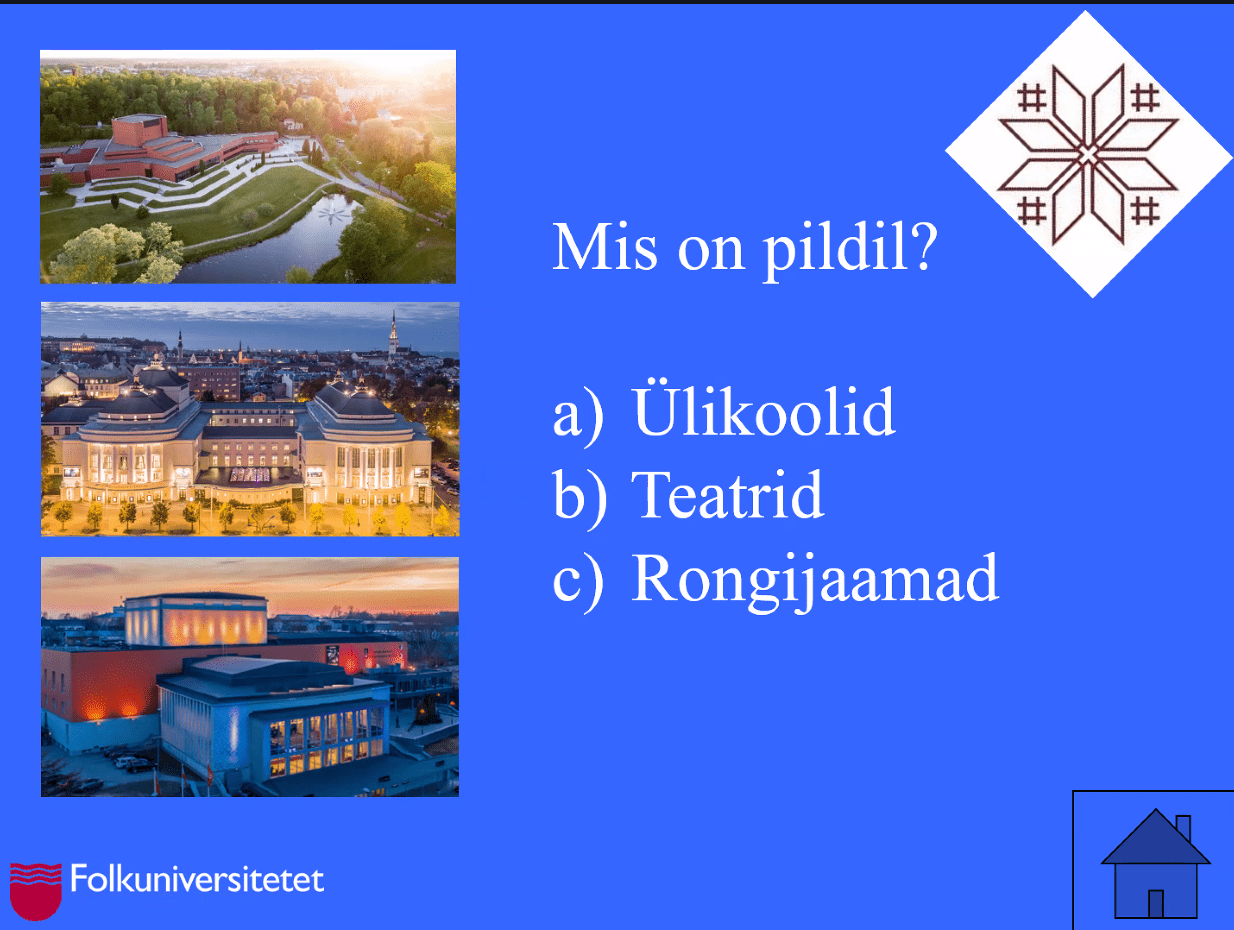 Mis on pildil?
a) Ülikoolid
b) Teatrid
c) Rongijaamad
Folkuniversitetet